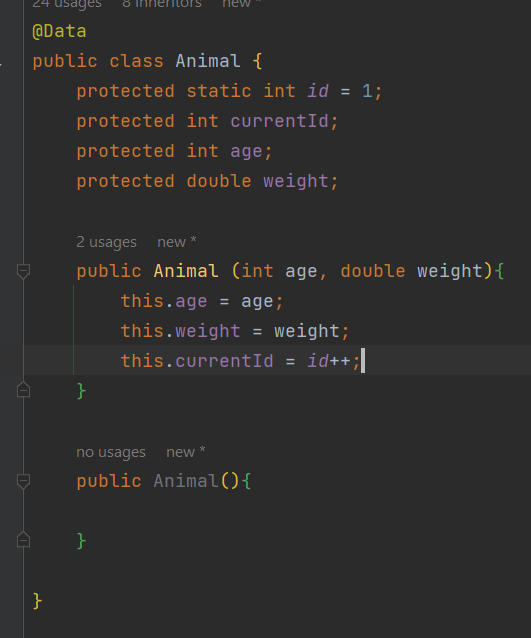 24 usages 8 inheritors new *
@Data
public class Animal {
protected static int id = 1;
protected int currentId;
protected int age;
protected double weight;
2 usages new *
public Animal (int age, double weight){
this.age = age;
this.weight = weight;
this.currentId = id++;
}
no usages new *
public Animal(){
}
}